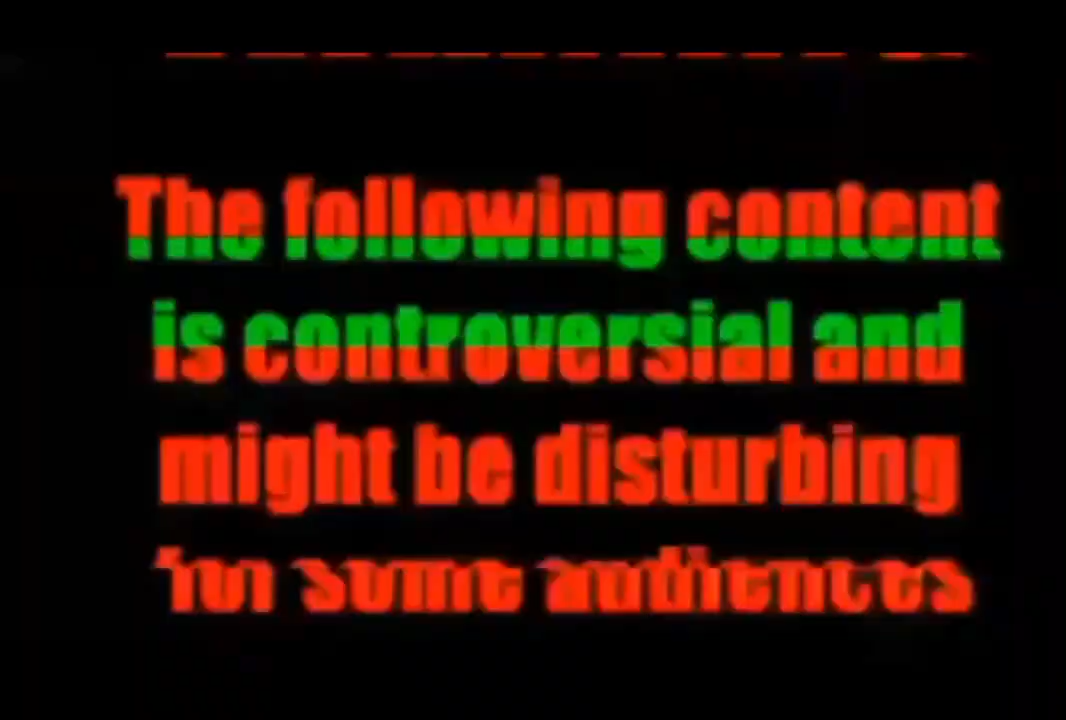 The following content
is controversial and
might be disturbing
for some audiences